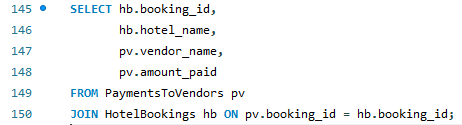 145 SELECT hb.booking_id,
146 hb.hotel_name,
147 pv.vendor_name,
148 pv.amount_paid
149 FROM PaymentsToVendors pv
150 JOIN HotelBookings hb ON pv.booking_id = hb.booking_id;